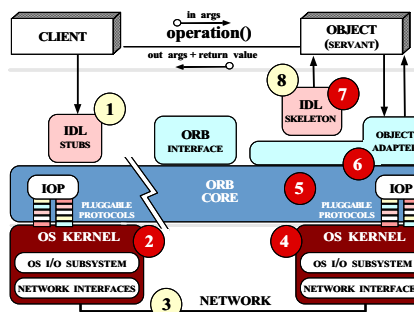 in args
CLIENT
operation()
OBJECT
(SERVANT)
out args + return value
8
7
1
IDL
STUBS
ORB
INTERFACE
IDL
SKELETON
OBJECT
ADAPTE
6
IOP
ORB
CORE
5
IOP
PLUGGABLE
PROTOCOLS
PLUGGABLE
PROTOCOLS
OS KERNEL
2
4
OS KERNEL
OS I/O SUBSYSTEM
OS I/O SUBSYSTEM
NETWORK INTERFACES
NETWORK INTERFACES
3
NETWORK